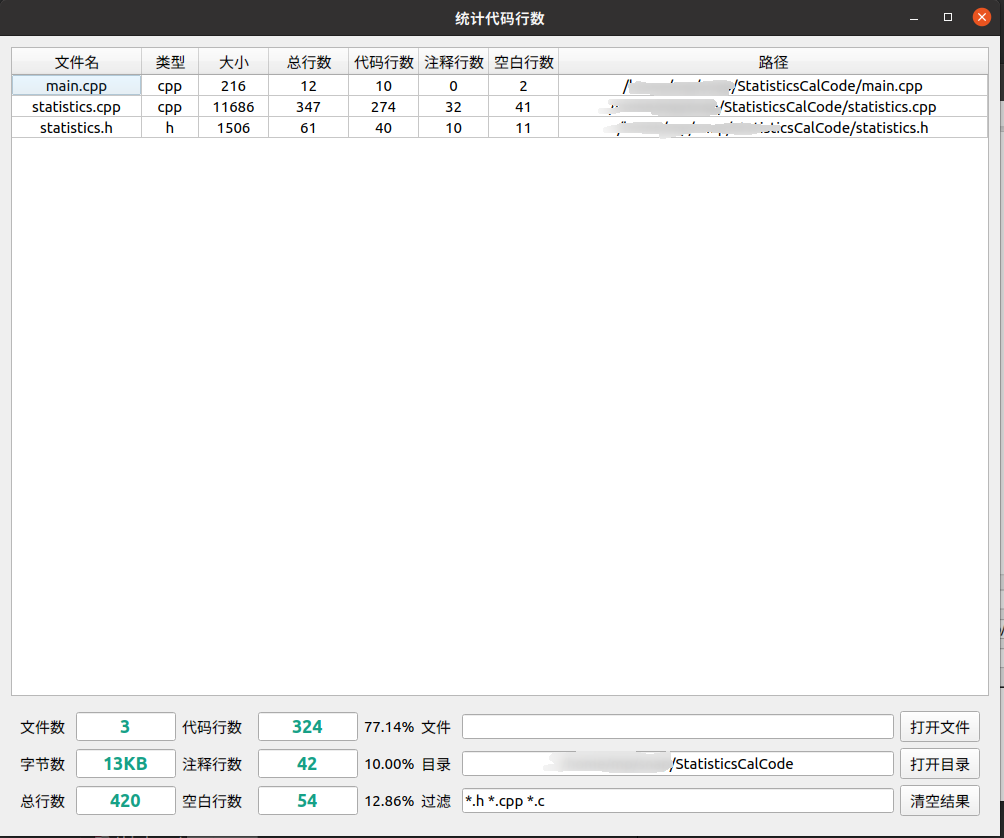 统计代码行数
文件名 类型 大小 总行数 代码行数 注释行数 空白行数 路径
main.cpp cpp 216 12 10 0 2 /StatisticsCalCode/main.cpp
statistics.cpp cpp 11686 347 274 32 41 /StatisticsCalCode/statistics.cpp
statistics.h h 1506 61 40 10 11 /statisticsCalCode/statistics.h
文件数 3 代码行数 324 77.14% 文件 打开文件
字节数 13KB 注释行数 42 10.00% 目录 /StatisticsCalCode 打开目录
总行数 420 空白行数 54 12.86% 过滤 *.h *.cpp *.c 清空结果